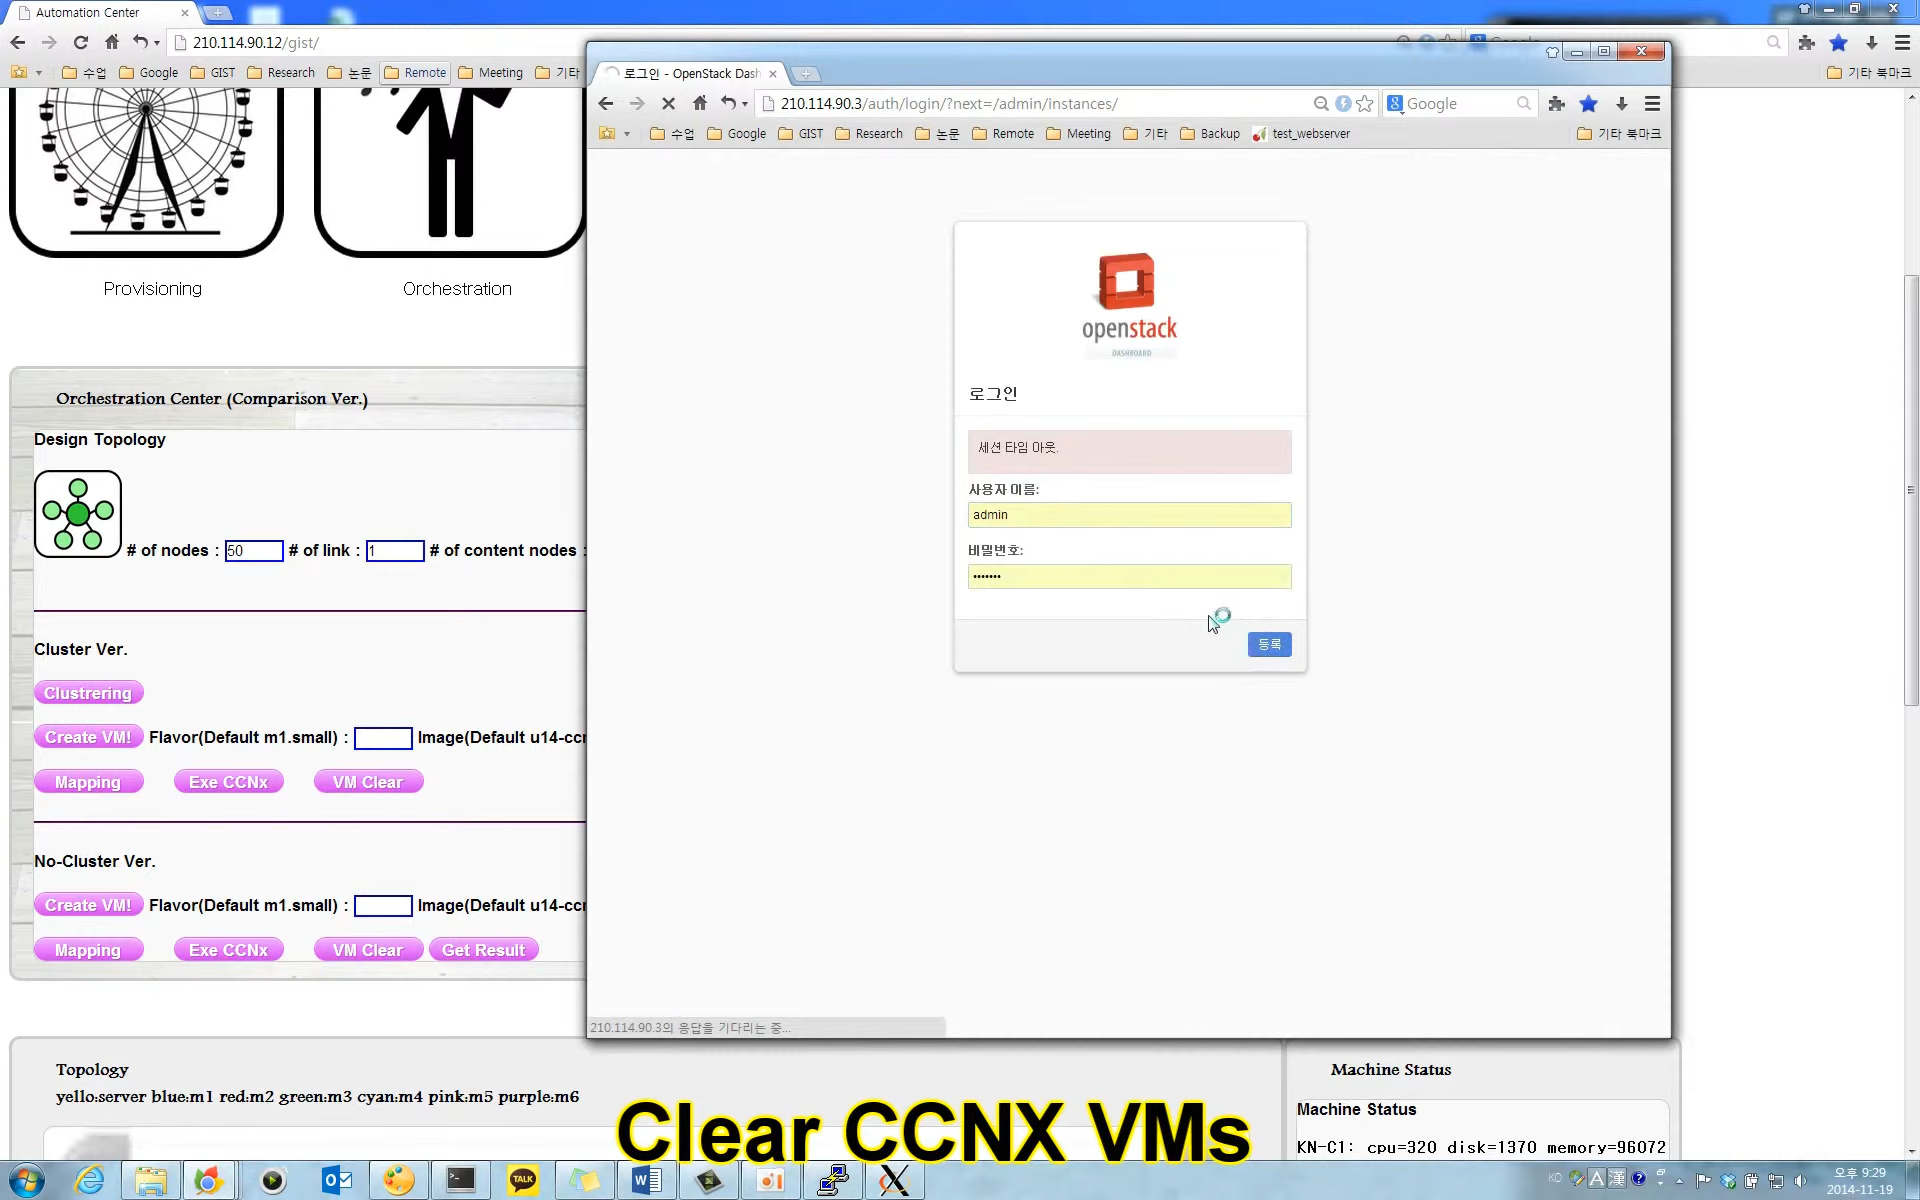 Automation Center
210.114.90.12/gist/
수업 Google GIST Research 논문 Remote Meeting 기타
기타 북마크
Provisioning
Orchestration
Orchestration Center (Comparison Ver.)
Design Topology
# of nodes : 50 # of link : 1 # of content nodes :
Cluster Ver.
Clustrering
Create VM! Flavor(Default m1.small) : Image(Default u14-ccn
Mapping Exe CCNx VM Clear
No-Cluster Ver.
Create VM! Flavor(Default m1.small) : Image(Default u14-ccn
Mapping Exe CCNx VM Clear Get Result
로그인 - OpenStack Dash
210.114.90.3/auth/login/?next=/admin/instances/
Google
수업 Google GIST Research 논문 Remote Meeting 기타 Backup test_webserver
기타 북마크
openstack
DASHBOARD
로그인
세션 타임 아웃.
사용자 이름:
admin
비밀번호:
•••••••
등록
210.114.90.3의 응답을 기다리는 중...
Topology
yello:server blue:m1 red:m2 green:m3 cyan:m4 pink:m5 purple:m6
Machine Status
Machine Status
KN-C1: cpu=320 disk=1370 memory=96072
Clear CCNX VMs
TALK
KO A 漢
오후 9:29
2014-11-19